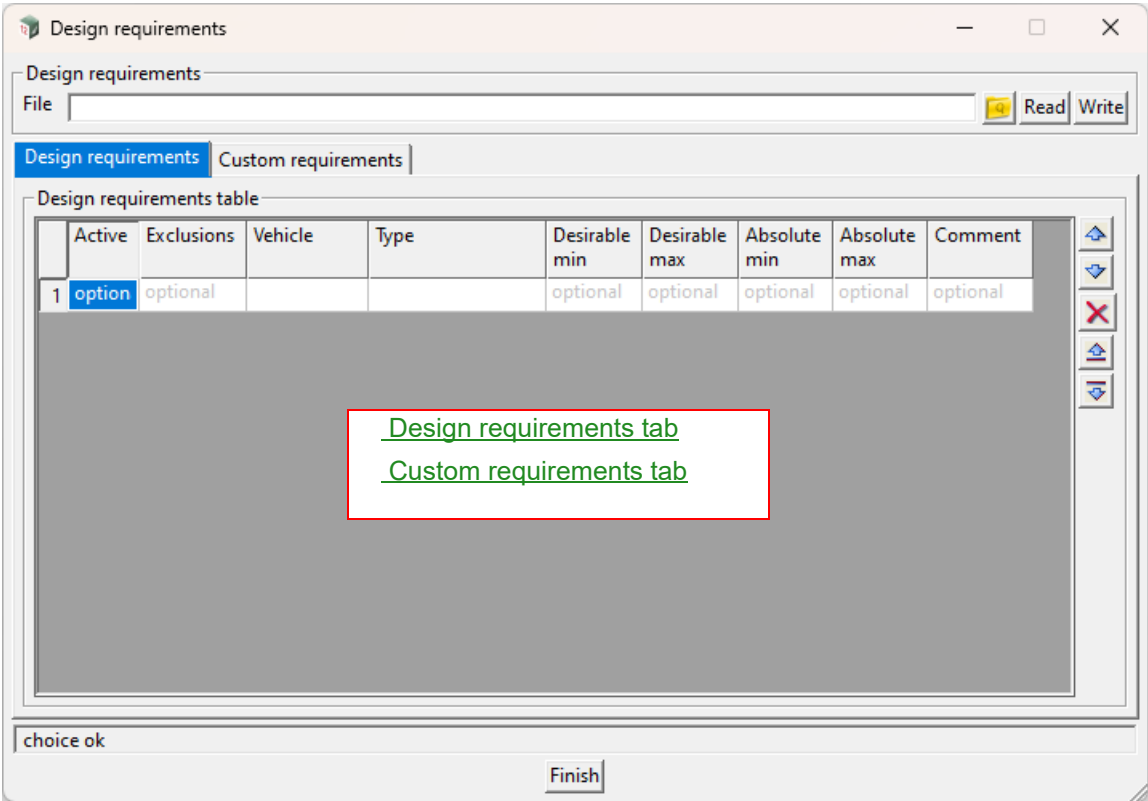 Design requirements
Design requirements
File
Read Write
Design requirements Custom requirements
Design requirements table
Active Exclusions Vehicle Type Desirable min Desirable max Absolute min Absolute max Comment
1 option optional optional optional optional optional optional
Design requirements tab
Custom requirements tab
choice ok
Finish